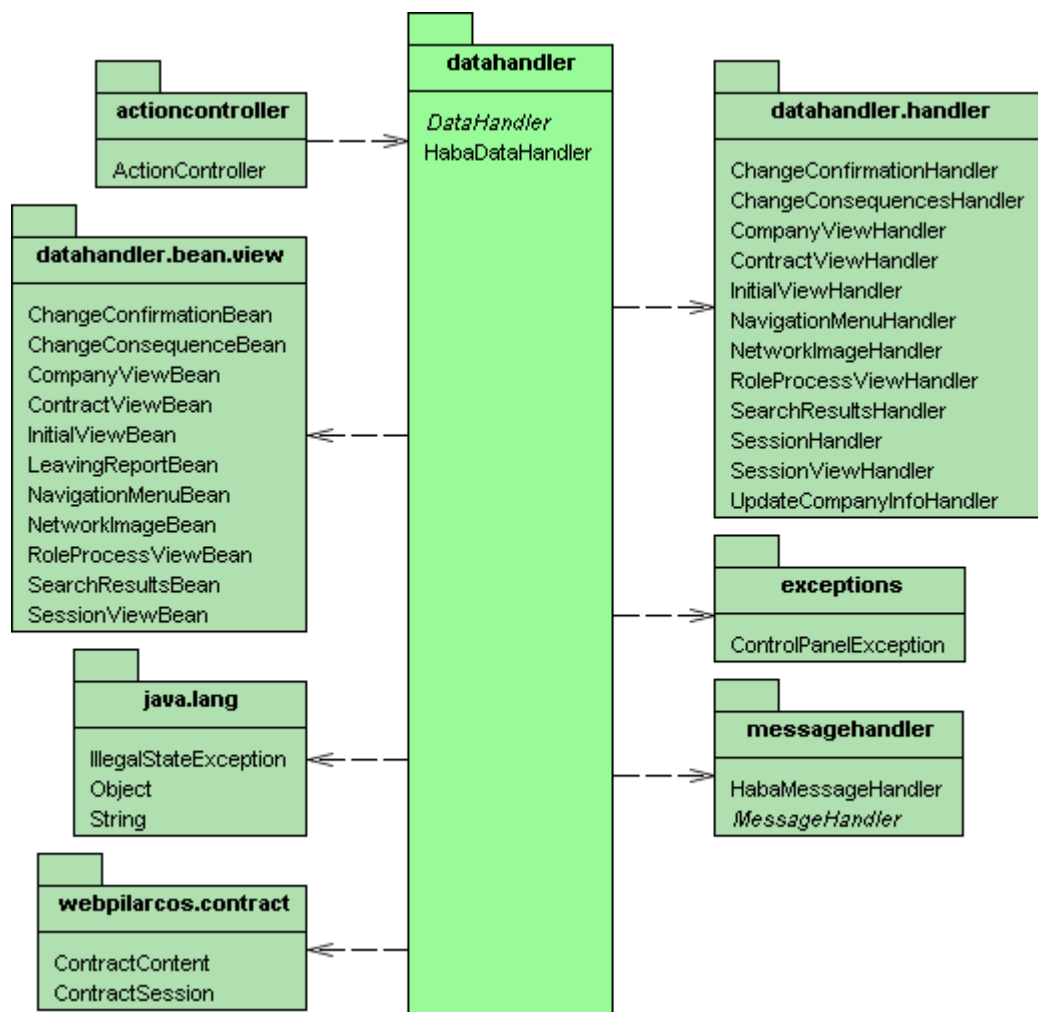 datahandler
DataHandler
HabaDataHandler
actioncontroller
ActionController
datahandler.handler
ChangeConfirmationHandler
ChangeConsequencesHandler
CompanyViewHandler
ContractViewHandler
InitialViewHandler
NavigationMenuHandler
NetworkImageHandler
RoleProcessViewHandler
SearchResultsHandler
SessionHandler
SessionViewHandler
UpdateCompanyInfoHandler
datahandler.bean.view
ChangeConfirmationBean
ChangeConsequenceBean
CompanyViewBean
ContractViewBean
InitialViewBean
LeavingReportBean
NavigationMenuBean
NetworkImageBean
RoleProcessViewBean
SearchResultsBean
SessionViewBean
exceptions
ControlPanelException
java.lang
IllegalStateException
Object
String
messagehandler
HabaMessageHandler
MessageHandler
webpilarcos.contract
ContractContent
ContractSession